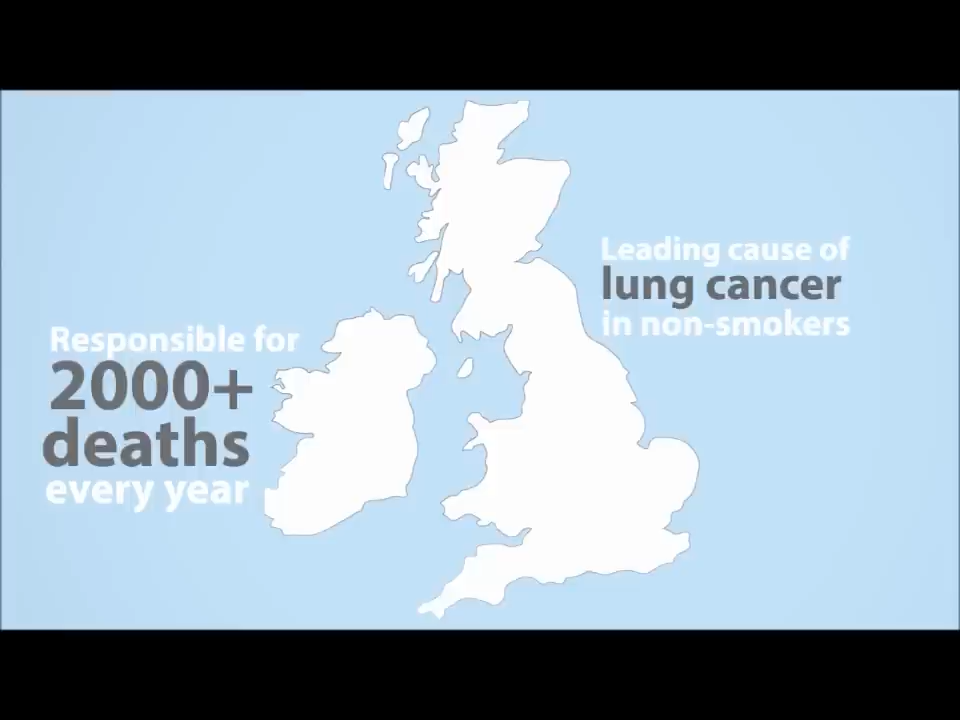 Responsible for
2000+
deaths
every year
Leading cause of
lung cancer
in non-smokers